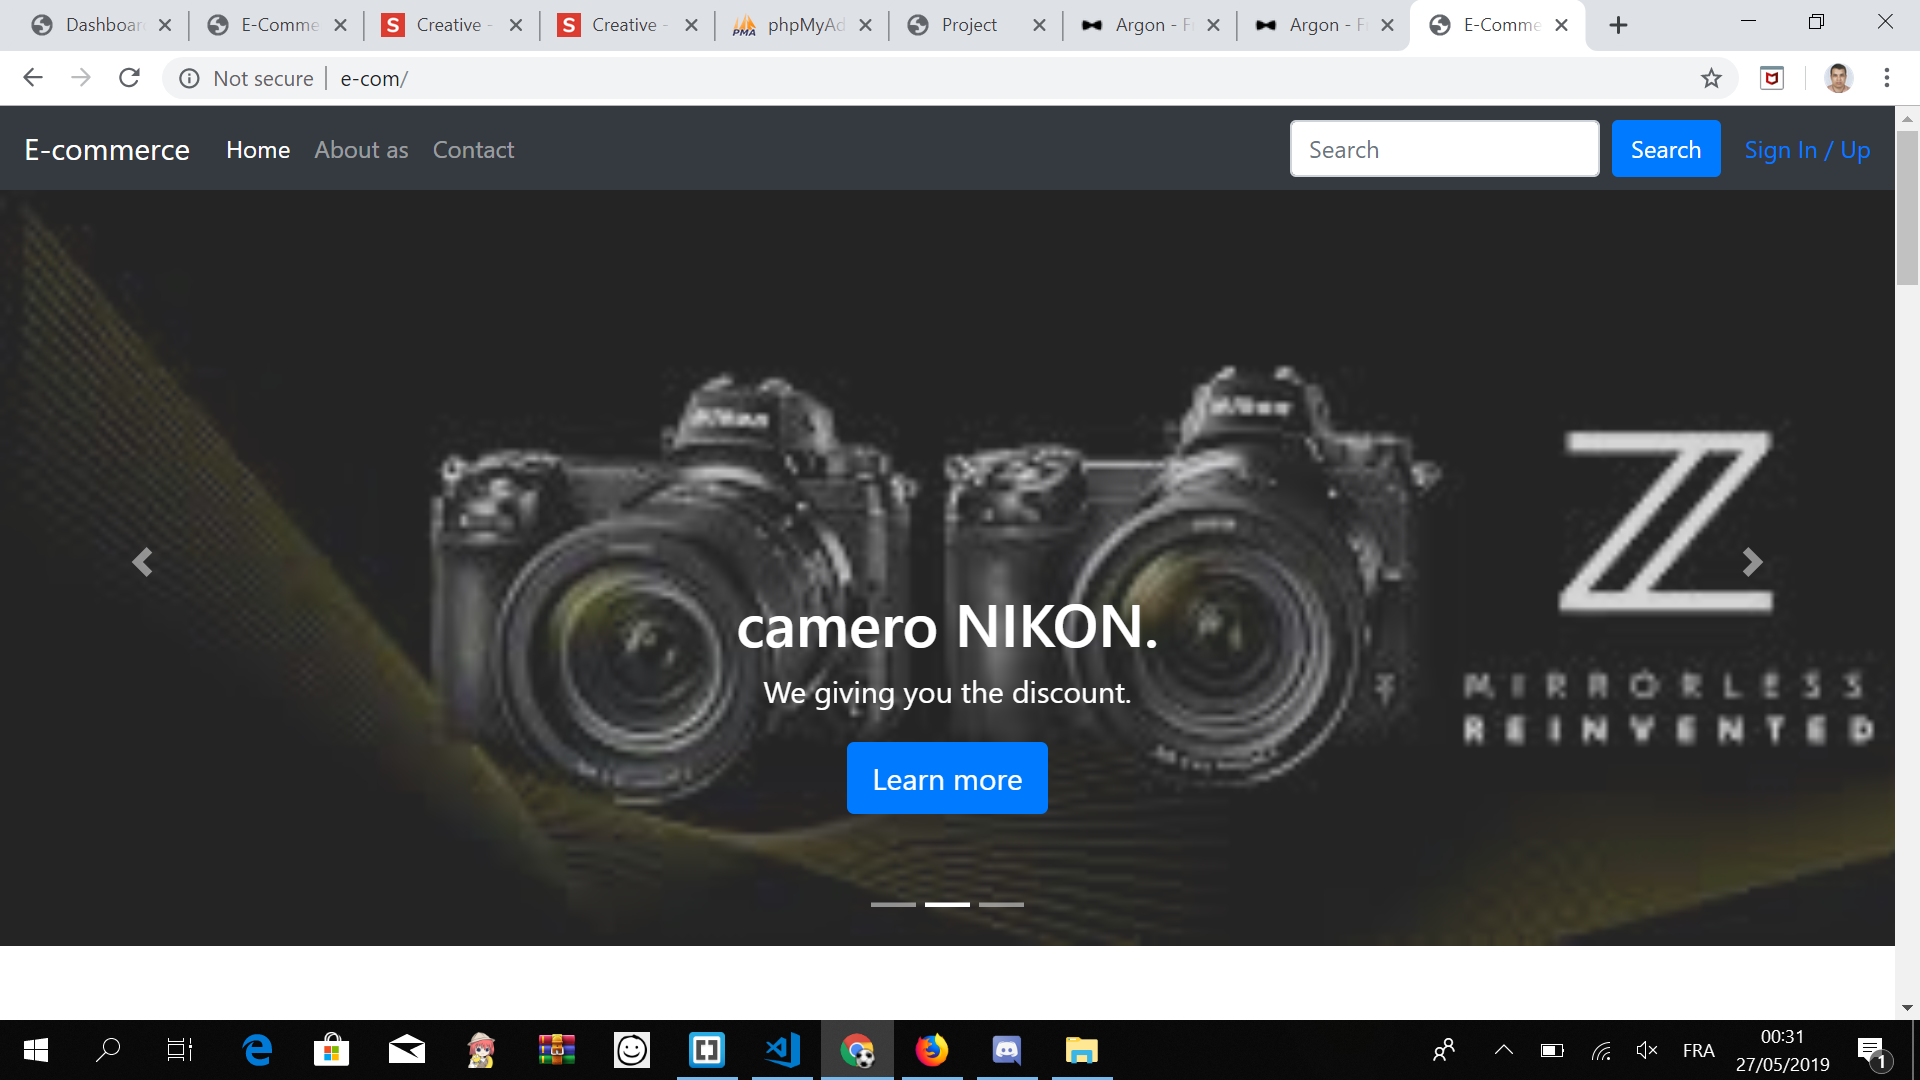 Dashboar
E-Comme
Creative -
Creative -
phpMyAd
Project
Argon - F
Argon - F
E-Comme
Not secure
e-com/
E-commerce
Home
About as
Contact
Search
Search
Sign In / Up
Nikon
Nikon
Z
MIRRORLESS
REINVENTED
camero NIKON.
We giving you the discount.
Learn more
FRA
00:31
27/05/2019
1